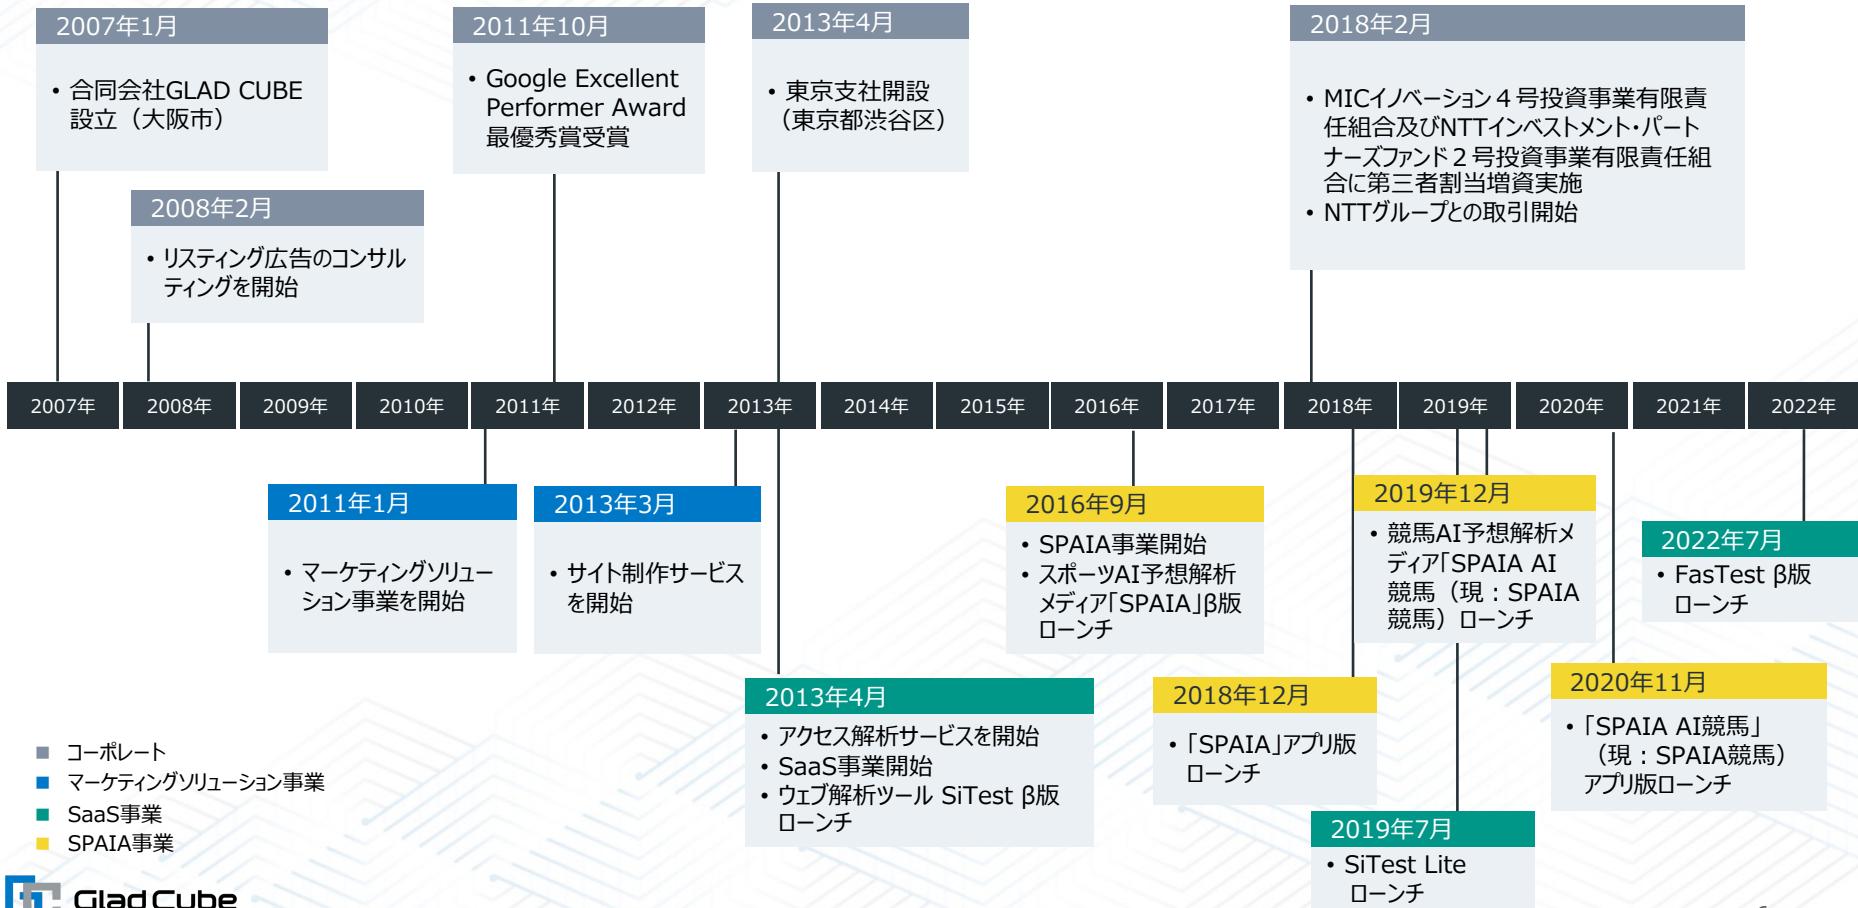 2007年1月
• 合同会社GLAD CUBE
設立（大阪市）
2008年2月
• リスティング広告のコンサル
ティングを開始
2011年10月
• Google Excellent
Performer Award
最優秀賞受賞
2013年4月
• 東京支社開設
（東京都渋谷区）
2018年2月
• MICイノベーション４号投資事業有限責
任組合及びNTTインベストメント・パート
ナーズファンド２号投資事業有限責任組
合に第三者割当増資実施
• NTTグループとの取引開始
2007年
2008年
2009年
2010年
2011年
2012年
2013年
2014年
2015年
2016年
2017年
2018年
2019年
2020年
2021年
2022年
2011年1月
• マーケティングソリュー
ション事業を開始
2013年3月
• サイト制作サービス
を開始
2013年4月
• アクセス解析サービスを開始
• SaaS事業開始
• ウェブ解析ツール SiTest β版
ローンチ
2016年9月
• SPAIA事業開始
• スポーツAI予想解析
メディア「SPAIA」β版
ローンチ
2018年12月
• 「SPAIA」アプリ版
ローンチ
2019年12月
• 競馬AI予想解析メ
ディア「SPAIA AI
競馬（現：SPAIA
競馬）ローンチ
2019年7月
• SiTest Lite
ローンチ
2020年11月
• 「SPAIA AI競馬」
（現：SPAIA競馬）
アプリ版ローンチ
2022年7月
• FasTest β版
ローンチ
コーポレート
マーケティングソリューション事業
SaaS事業
SPAIA事業
Glad Cube